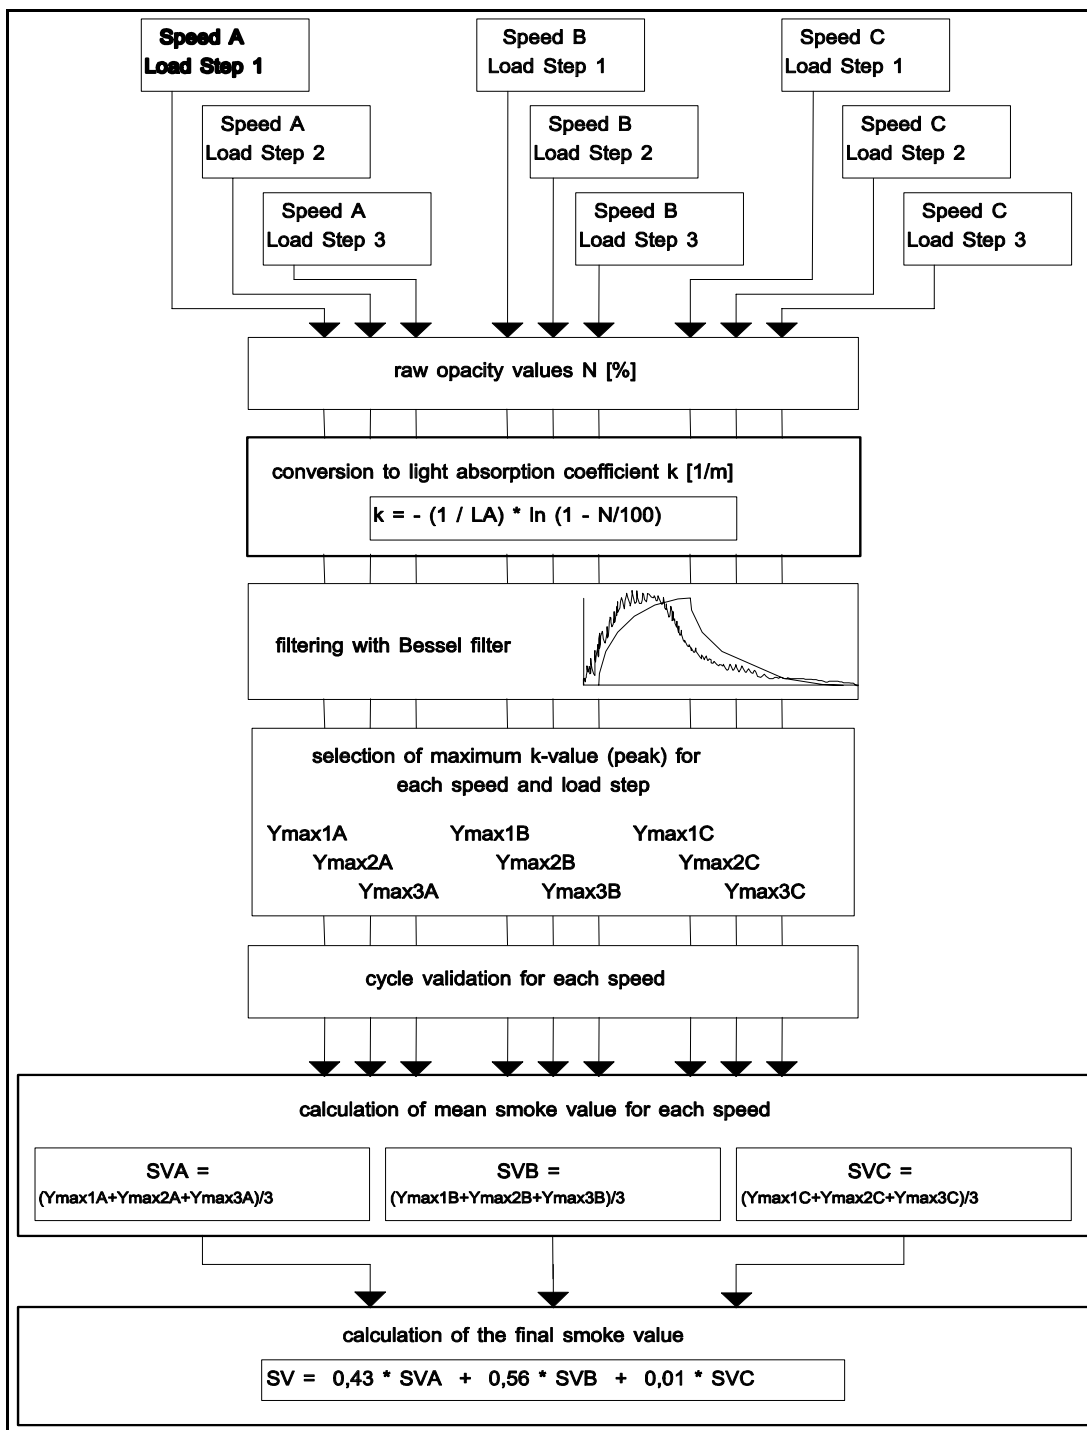 Speed A
Load Step 1
Speed B
Load Step 1
Speed C
Load Step 1
Speed A
Load Step 2
Speed B
Load Step 2
Speed C
Load Step 2
Speed A
Load Step 3
Speed B
Load Step 3
Speed C
Load Step 3
raw opacity values N [%]
conversion to light absorption coefficient k [1/m]
k = - (1 / LA) * ln (1 - N/100)
filtering with Bessel filter
selection of maximum k-value (peak) for
each speed and load step
Ymax1A Ymax1B Ymax1C
Ymax2A Ymax2B Ymax2C
Ymax3A Ymax3B Ymax3C
cycle validation for each speed
calculation of mean smoke value for each speed
SVA =
(Ymax1A+Ymax2A+Ymax3A)/3
SVB =
(Ymax1B+Ymax2B+Ymax3B)/3
SVC =
(Ymax1C+Ymax2C+Ymax3C)/3
calculation of the final smoke value
SV = 0,43 * SVA + 0,56 * SVB + 0,01 * SVC